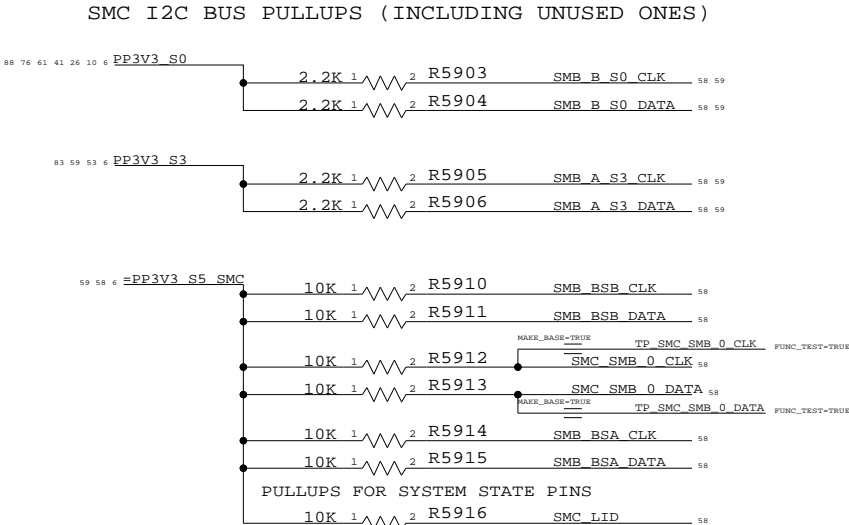 SMC I2C BUS PULLUPS (INCLUDING UNUSED ONES)
88 76 61 41 26 10 6 PP3V3_S0
2.2K 1 2 R5903 SMB_B_S0_CLK 58 59
2.2K 1 2 R5904 SMB_B_S0_DATA 58 59
83 59 53 6 PP3V3_S3
2.2K 1 2 R5905 SMB_A_S3_CLK 58 59
2.2K 1 2 R5906 SMB_A_S3_DATA 58 59
59 58 6 =PP3V3_S5_SMC
10K 1 2 R5910 SMB_BSB_CLK 58
10K 1 2 R5911 SMB_BSB_DATA 58
MAKE_BASE=TRUE TP_SMC_SMB_0_CLK FUNC_TEST=TRUE
10K 1 2 R5912 SMC_SMB_0_CLK 58
10K 1 2 R5913 SMC_SMB_0_DATA 58
MAKE_BASE=TRUE TP_SMC_SMB_0_DATA FUNC_TEST=TRUE
10K 1 2 R5914 SMB_BSA_CLK 58
10K 1 2 R5915 SMB_BSA_DATA 58
PULLUPS FOR SYSTEM STATE PINS
10K 1 2 R5916 SMC_LID 58